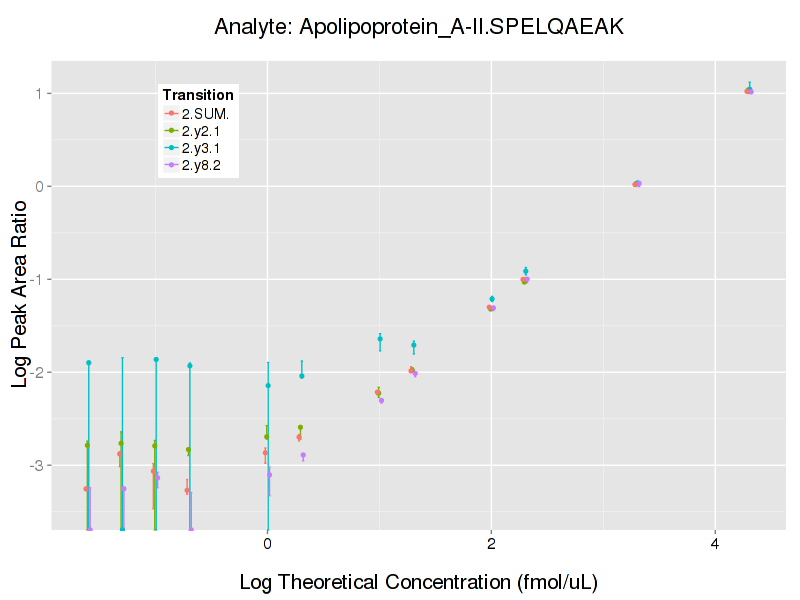 Analyte: Apolipoprotein_A-II.SPELQAEAK
Log Peak Area Ratio
1
0
-1
-2
-3
Transition
2.SUM.
2.y2.1
2.y3.1
2.y8.2
0
2
4
Log Theoretical Concentration (fmol/uL)